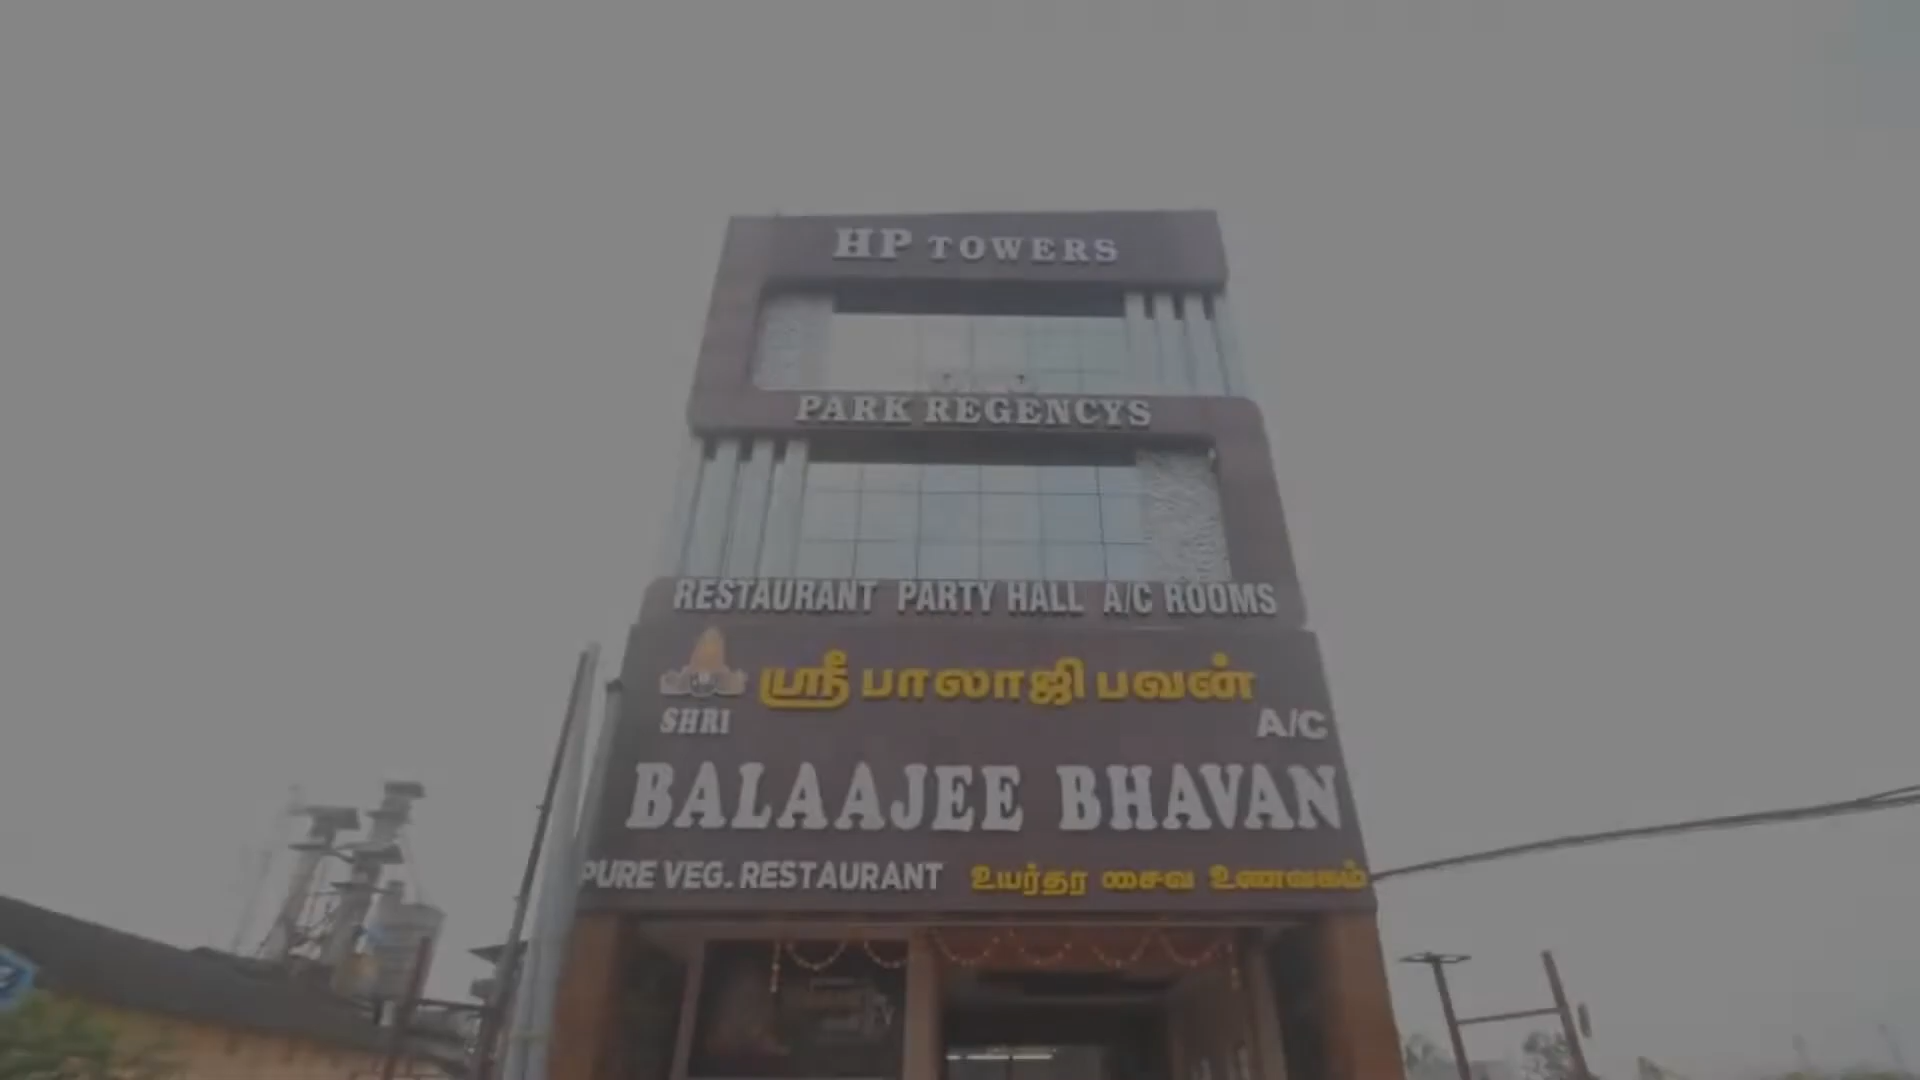 HP TOWERS
PARK REGENCYS
RESTAURANT PARTY HALL A/C ROOMS
ஸ்ரீ பாலாஜி பவன்
SHRI
A/C
BALAAJEE BHAVAN
PURE VEG. RESTAURANT உயர்தர சைவ உணவகம்